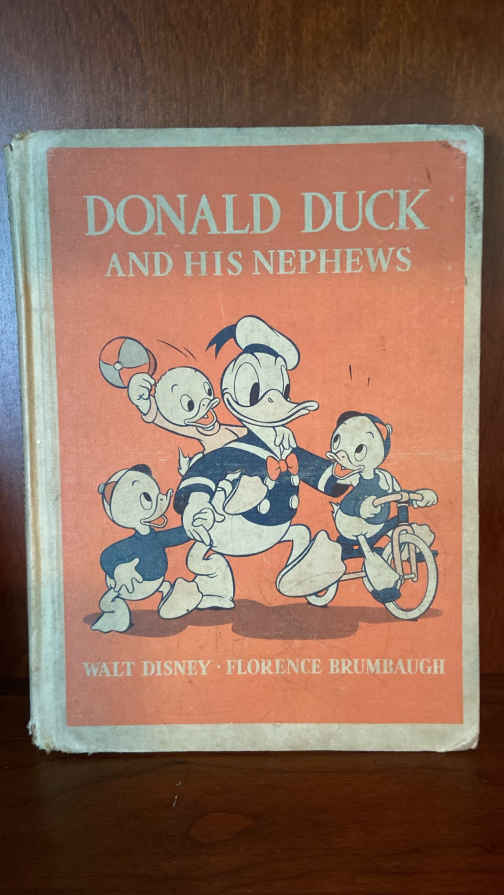 DONALD DUCK
AND HIS NEPHEWS
WALT DISNEY · FLORENCE BRUMBAUGH